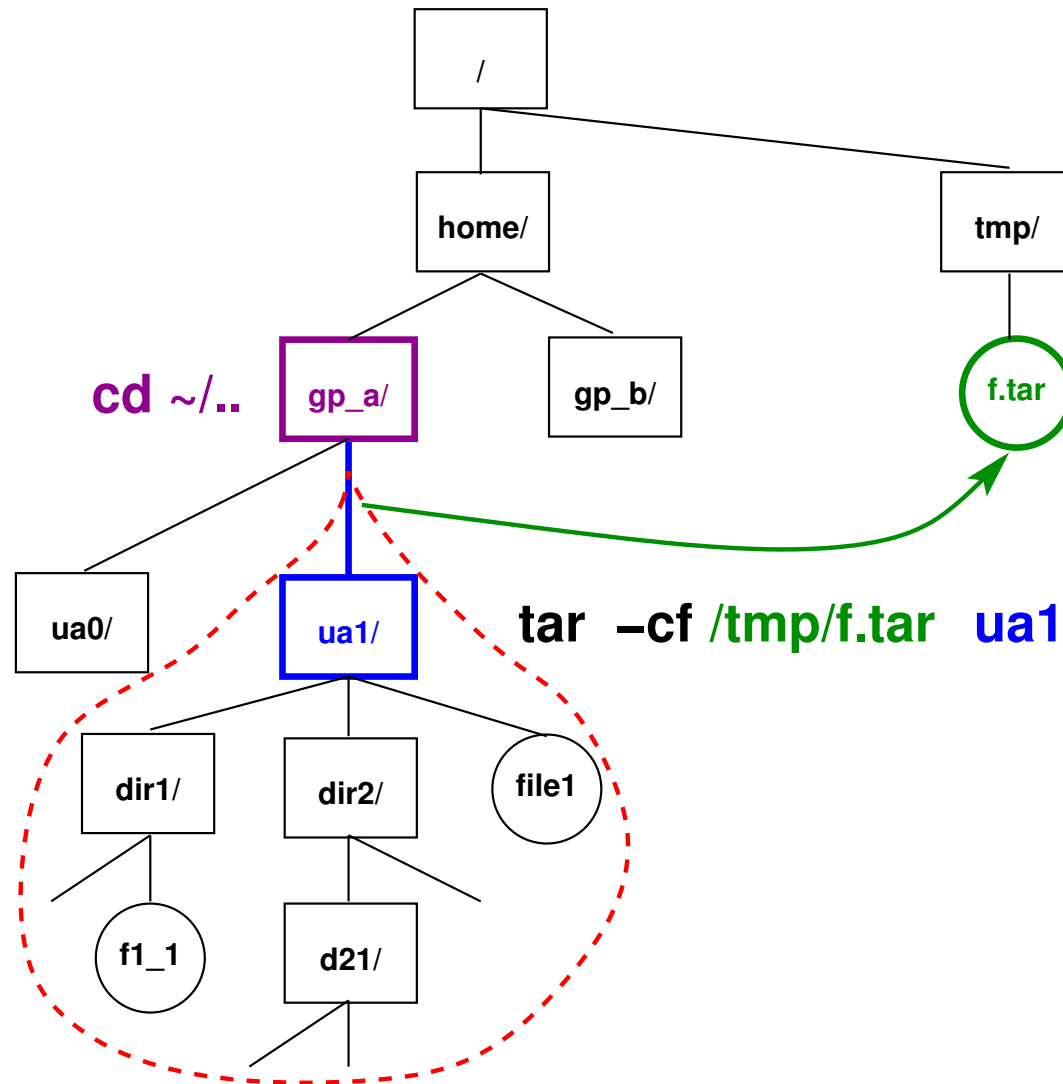 /
home/
tmp/
cd ~/..
gp_a/
gp_b/
f.tar
ua0/
ua1/
tar –cf /tmp/f.tar ua1
dir1/
dir2/
file1
f1_1
d21/